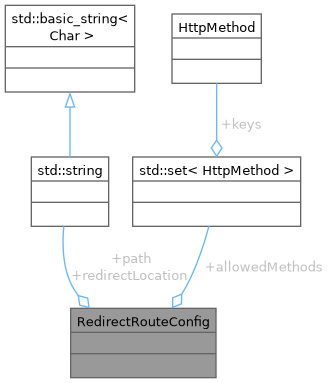 std::basic_string<
Char >
HttpMethod
+keys
std::string
std::set< HttpMethod >
+path
+redirectLocation
+allowedMethods
RedirectRouteConfig